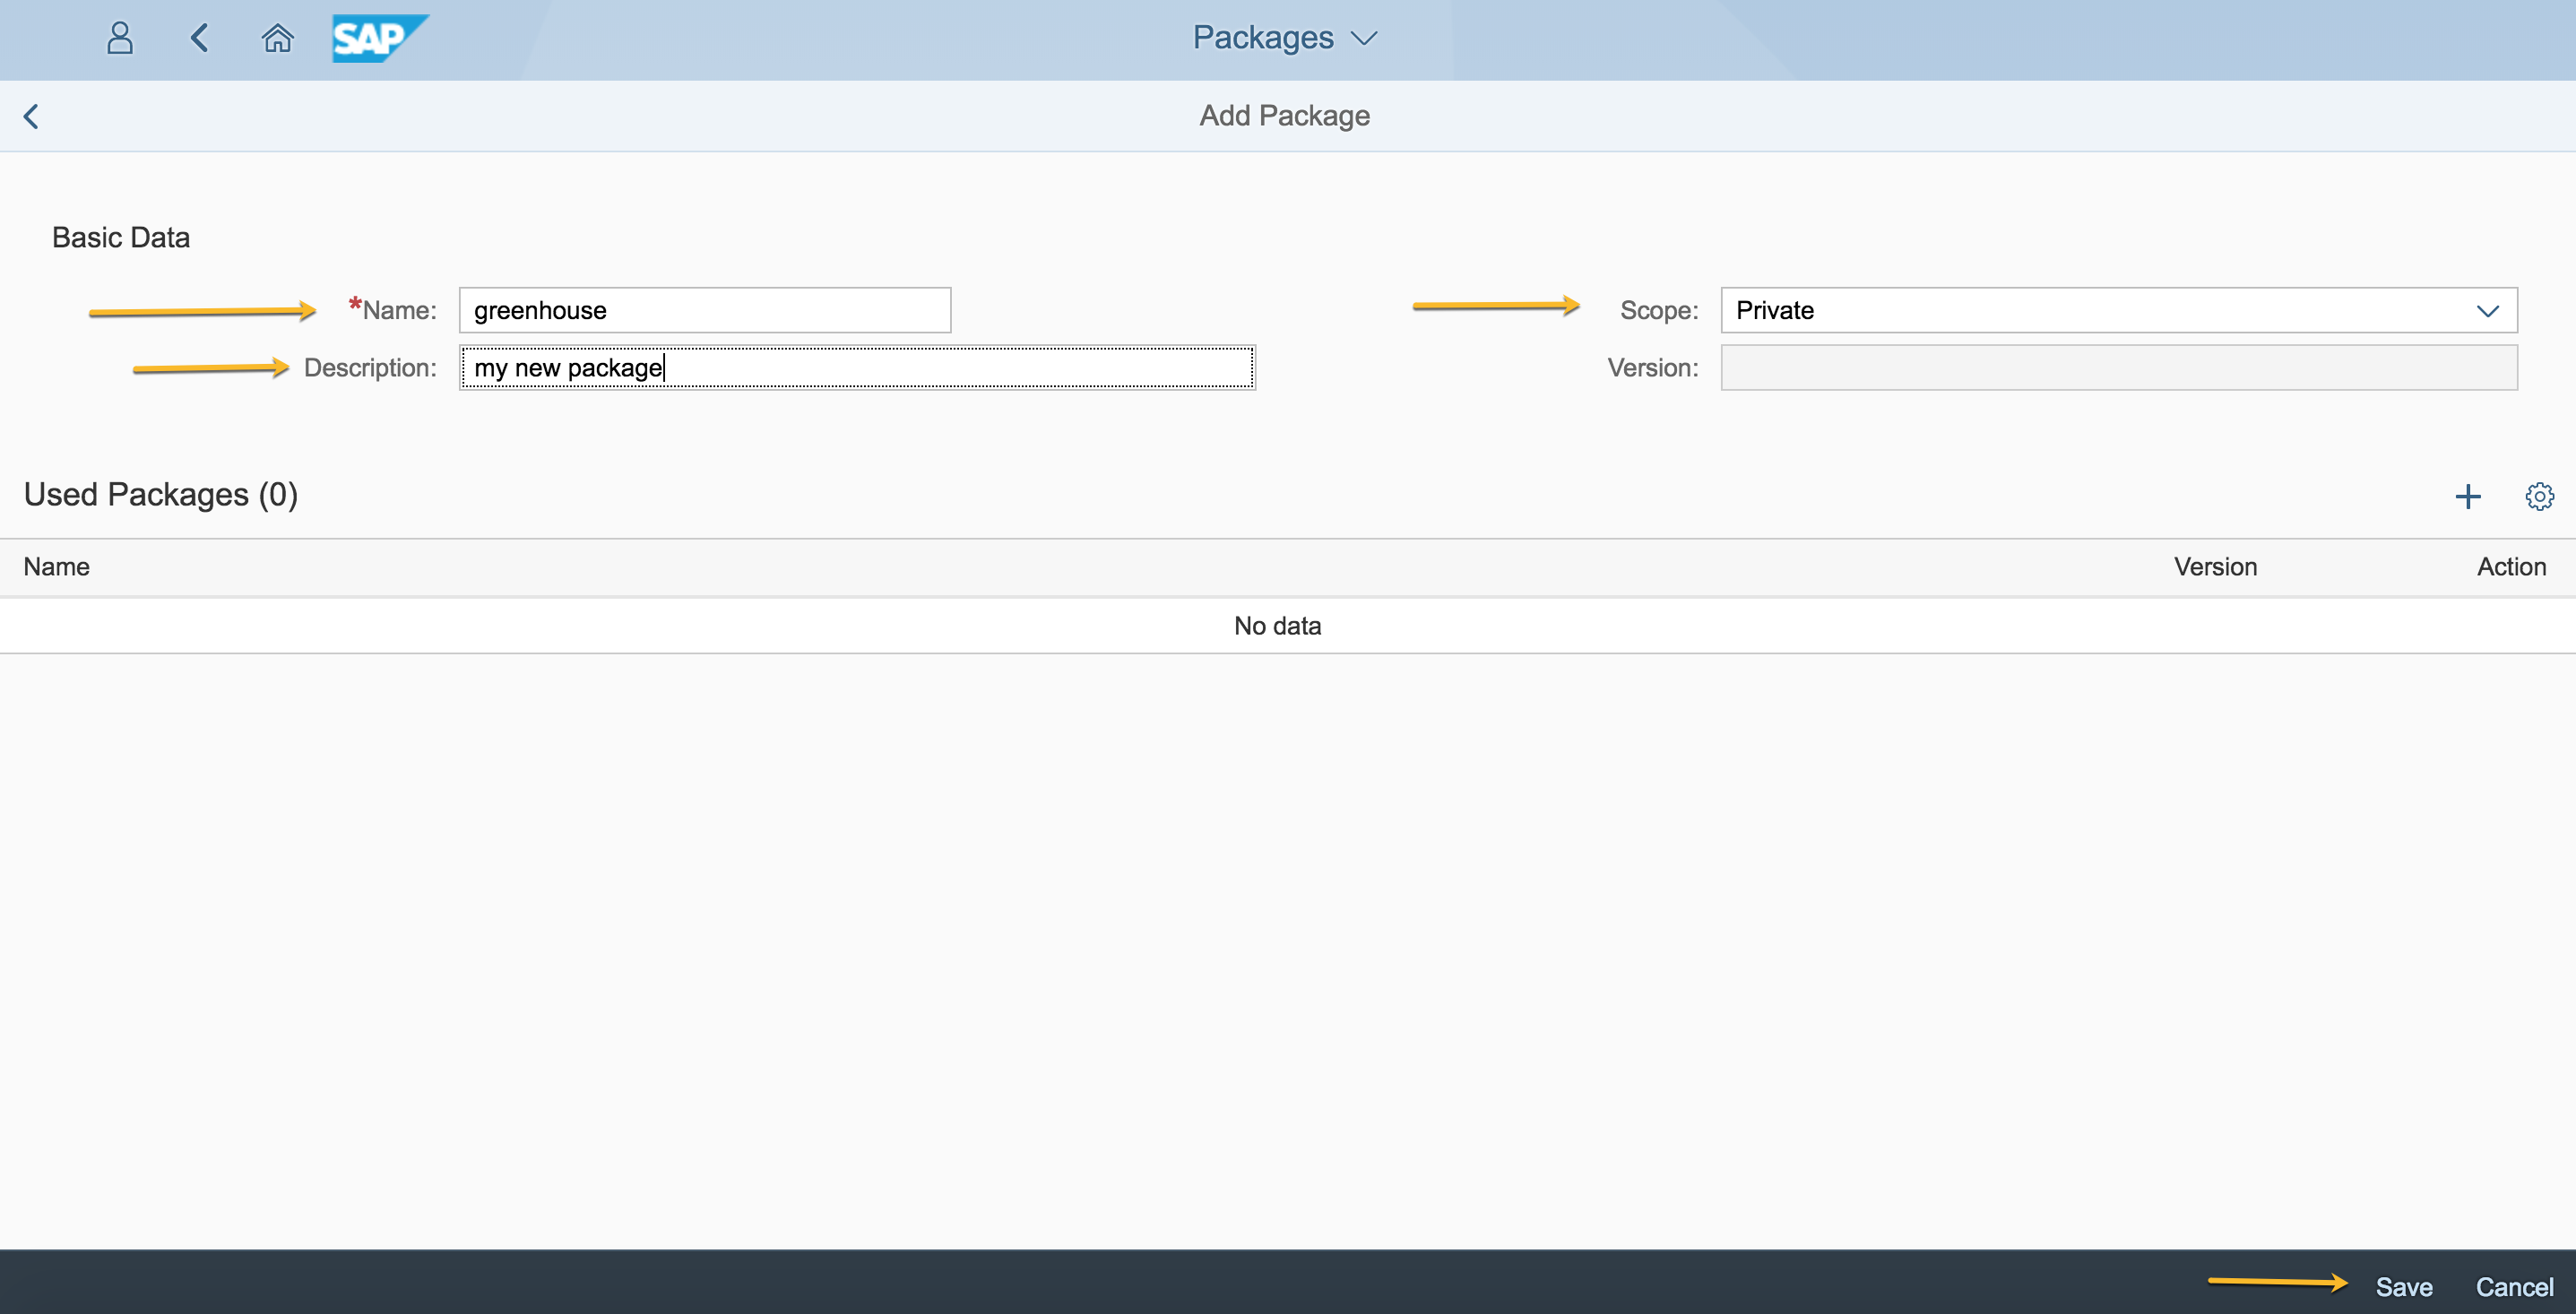 SAP
Packages
Add Package
Basic Data
*Name: greenhouse
Scope: Private
Description: my new package
Version:
Used Packages (0)
Name Version Action
No data
Save Cancel